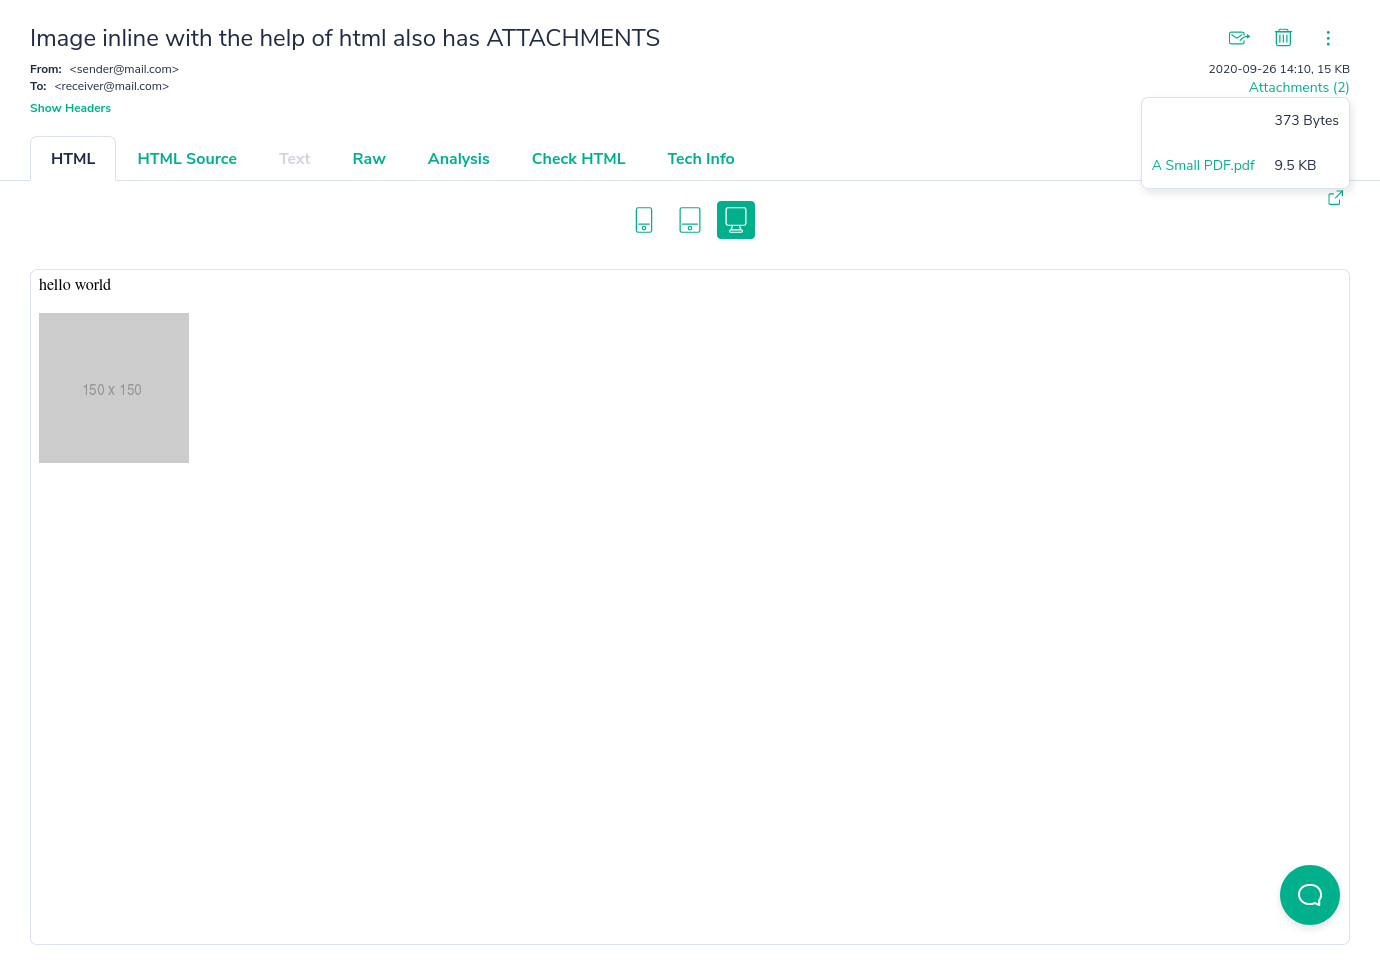 Image inline with the help of html also has ATTACHMENTS
From: <sender@mail.com>
2020-09-26 14:10, 15 KB
To: <receiver@mail.com>
Attachments (2)
Show Headers
373 Bytes
A Small PDF.pdf 9.5 KB
HTML HTML Source Text Raw Analysis Check HTML Tech Info
hello world
150 x 150